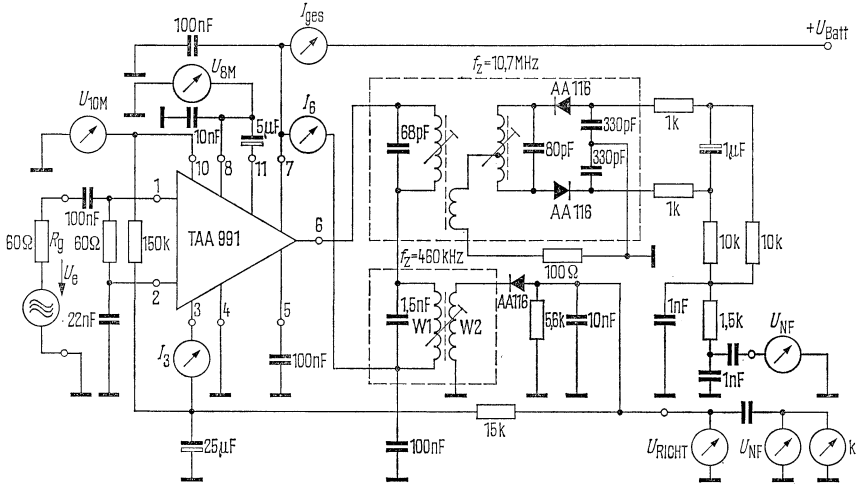 I_ges
100nF
+U_Batt
f_Z = 10,7MHz
U_8M
AA 116
I_6
U_10M
10nF
5µF
68pF
80pF
330pF
330pF
1k
1µF
10
8
11
7
1
100nF
AA 116
1k
6
60Ω
R_g
60Ω
150k
TAA 991
10k
10k
U_e
f_Z = 460kHz
100Ω
2
3
4
5
1,5nF
W1
W2
AA116
5,6k
10nF
1nF
1,5k
U_NF
22nF
I_3
100nF
1nF
15k
25µF
100nF
U_RICHT
U_NF
k